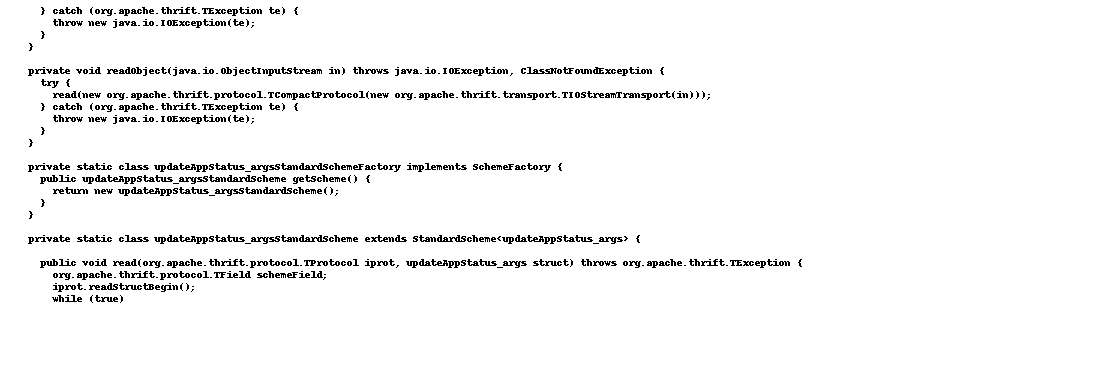 } catch (org.apache.thrift.TException te) {
throw new java.io.IOException(te);
}
}
private void readObject(java.io.ObjectInputStream in) throws java.io.IOException, ClassNotFoundException {
try {
read(new org.apache.thrift.protocol.TCompactProtocol(new org.apache.thrift.transport.TIOStreamTransport(in)));
} catch (org.apache.thrift.TException te) {
throw new java.io.IOException(te);
}
}
private static class updateAppStatus_argsStandardSchemeFactory implements SchemeFactory {
public updateAppStatus_argsStandardScheme getScheme() {
return new updateAppStatus_argsStandardScheme();
}
}
private static class updateAppStatus_argsStandardScheme extends StandardScheme<updateAppStatus_args> {
public void read(org.apache.thrift.protocol.TProtocol iprot, updateAppStatus_args struct) throws org.apache.thrift.TException {
org.apache.thrift.protocol.TField schemeField;
iprot.readStructBegin();
while (true)